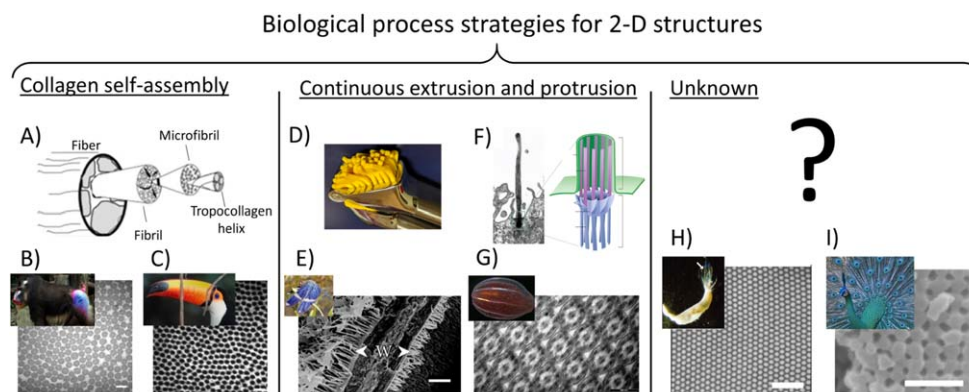 Biological process strategies for 2-D structures
Collagen self-assembly
Continuous extrusion and protrusion
Unknown
A)
Fiber
Microfibril
Tropocollagen
helix
Fibril
B)
C)
D)
F)
E)
W
G)
?
H)
I)